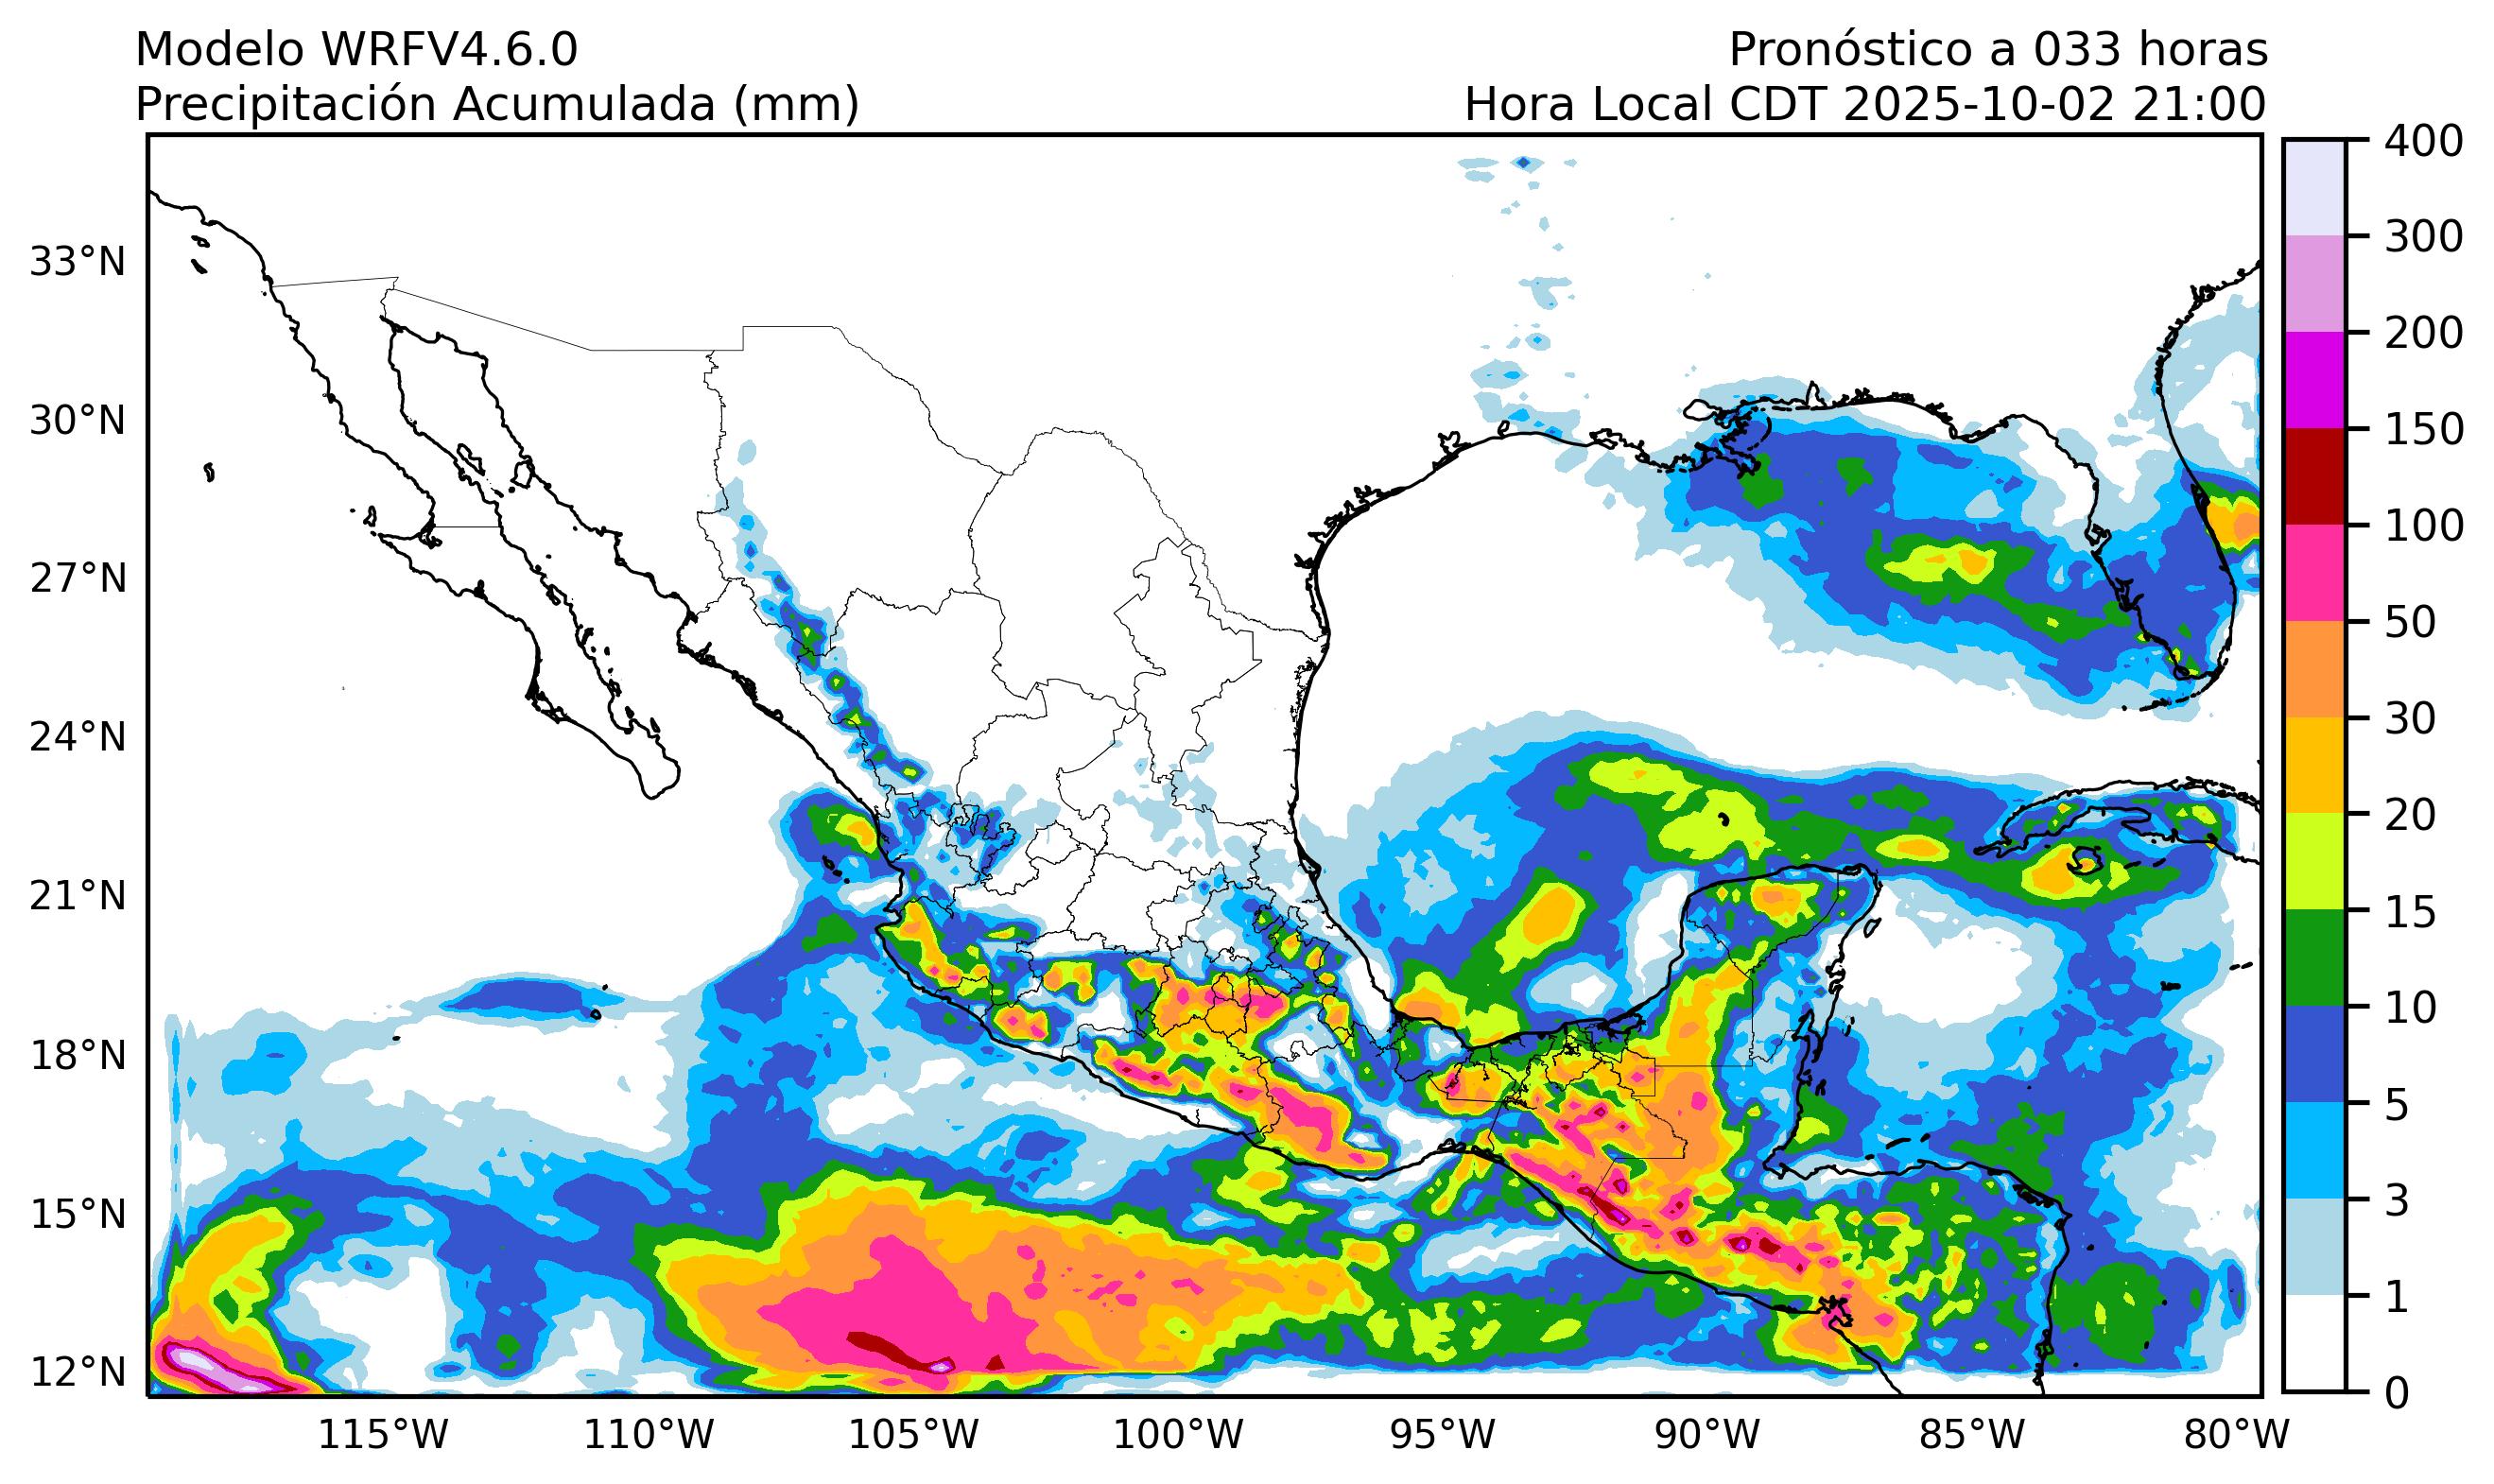 Modelo WRFV4.6.0
Precipitación Acumulada (mm)
Pronóstico a 033 horas
Hora Local CDT 2025-10-02 21:00
33°N
30°N
27°N
24°N
21°N
18°N
15°N
12°N
115°W
110°W
105°W
100°W
95°W
90°W
85°W
80°W
400
300
200
150
100
50
30
20
15
10
5
3
1
0